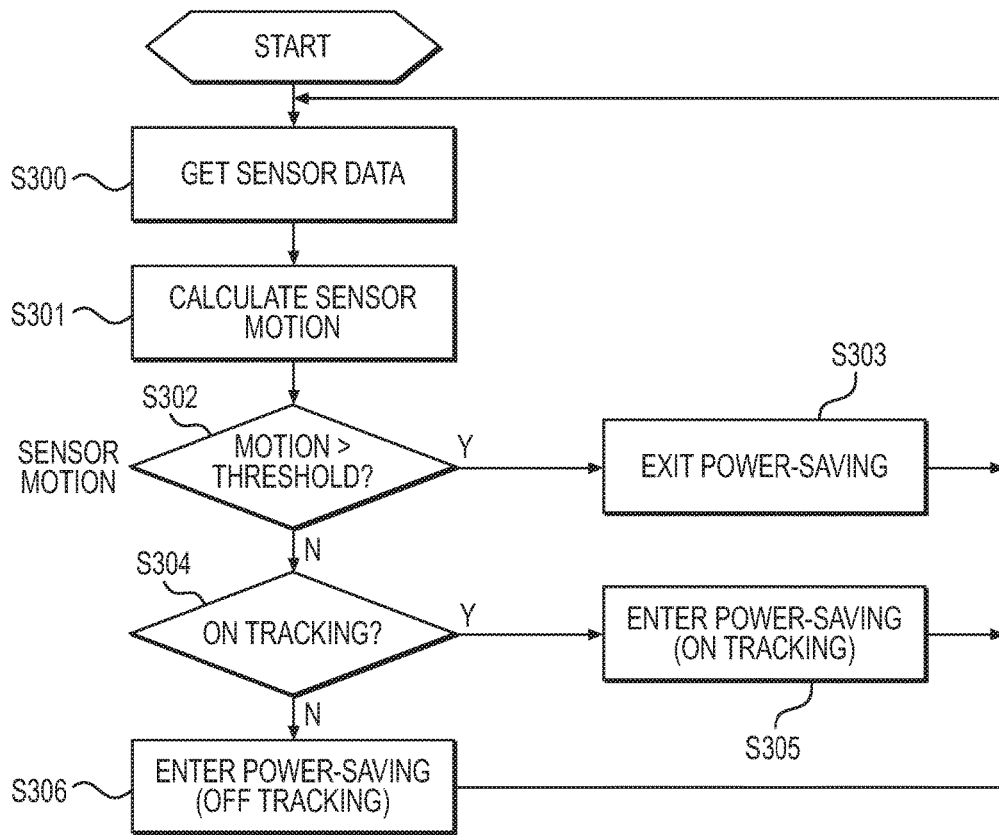 START
S300
GET SENSOR DATA
S301
CALCULATE SENSOR
MOTION
S302
SENSOR
MOTION
MOTION >
THRESHOLD?
Y
N
S303
EXIT POWER-SAVING
S304
ON TRACKING?
Y
N
ENTER POWER-SAVING
(ON TRACKING)
S305
S306
ENTER POWER-SAVING
(OFF TRACKING)